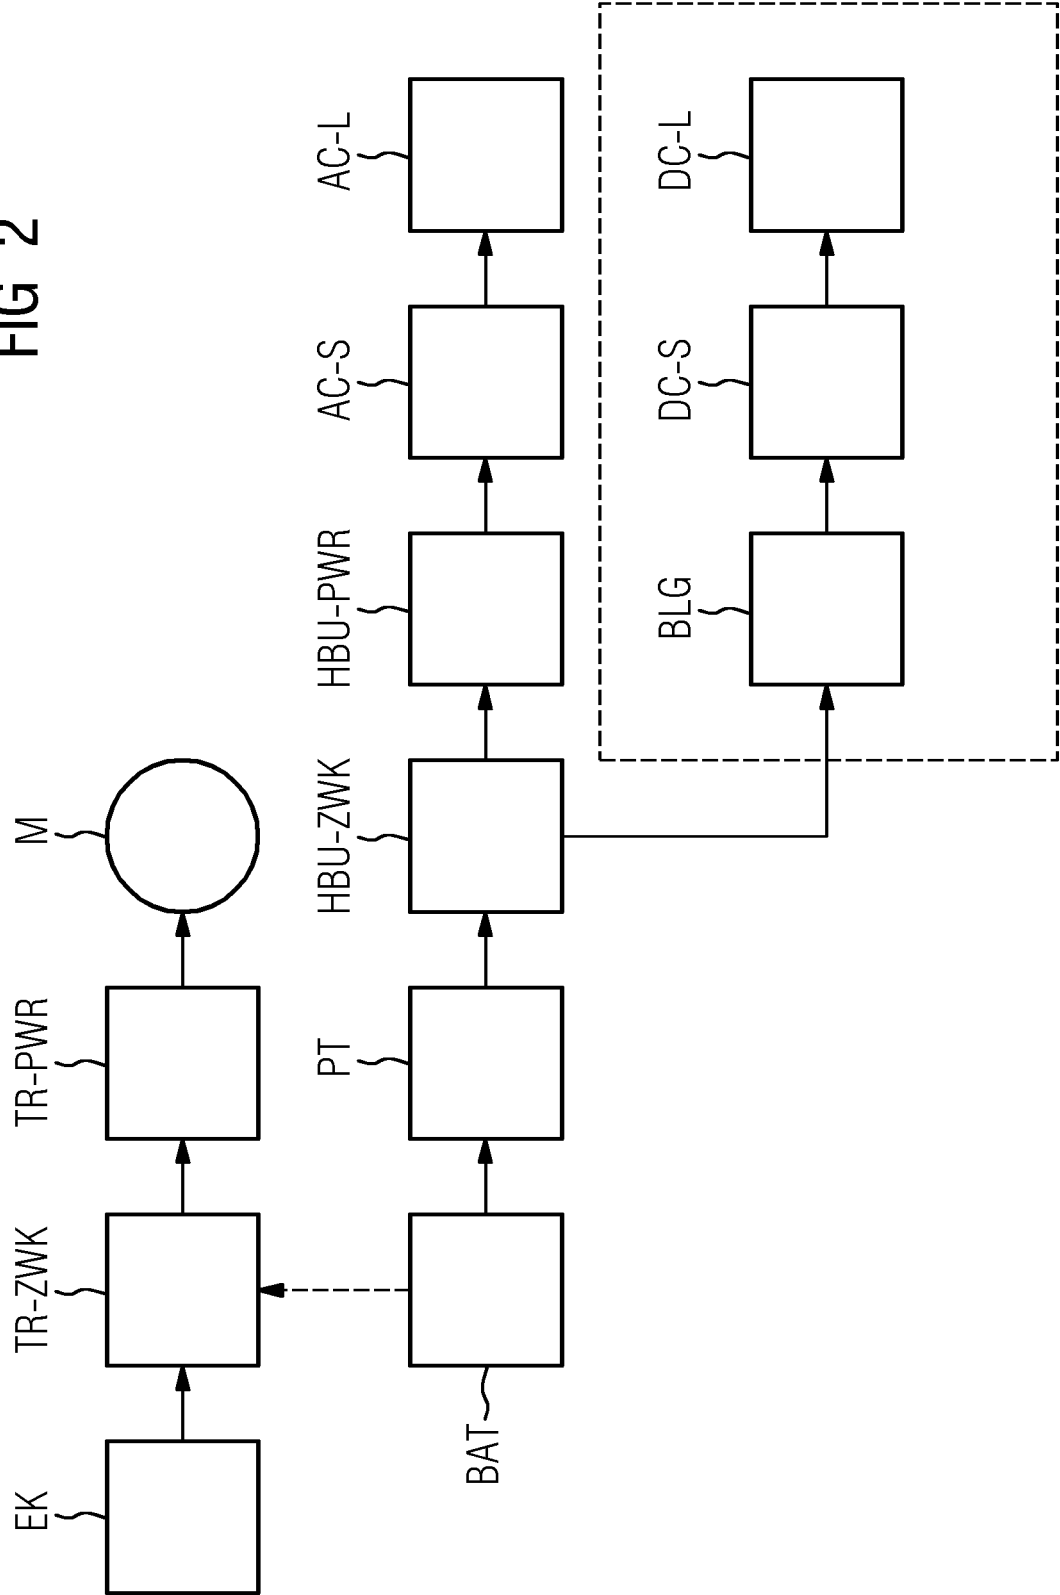 FIG 2
EK
TR-ZWK
TR-PWR
M
BAT
PT
HBU-ZWK
HBU-PWR
AC-S
AC-L
BLG
DC-S
DC-L